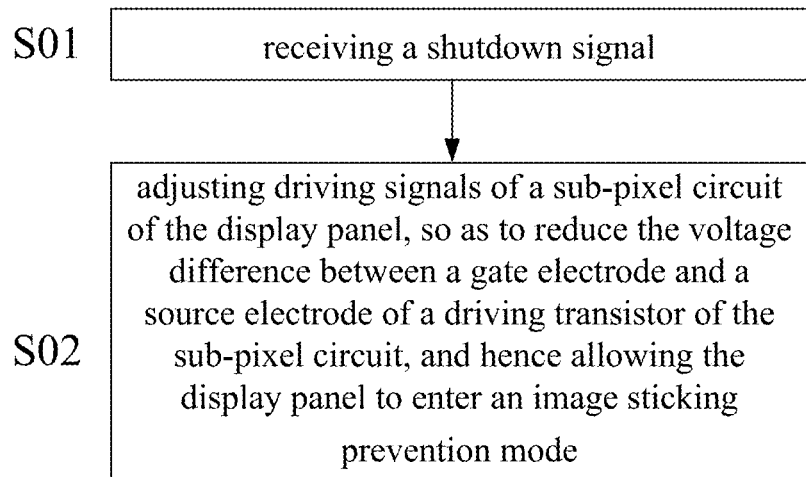 S01
receiving a shutdown signal
S02
adjusting driving signals of a sub-pixel circuit
of the display panel, so as to reduce the voltage
difference between a gate electrode and a
source electrode of a driving transistor of the
sub-pixel circuit, and hence allowing the
display panel to enter an image sticking
prevention mode